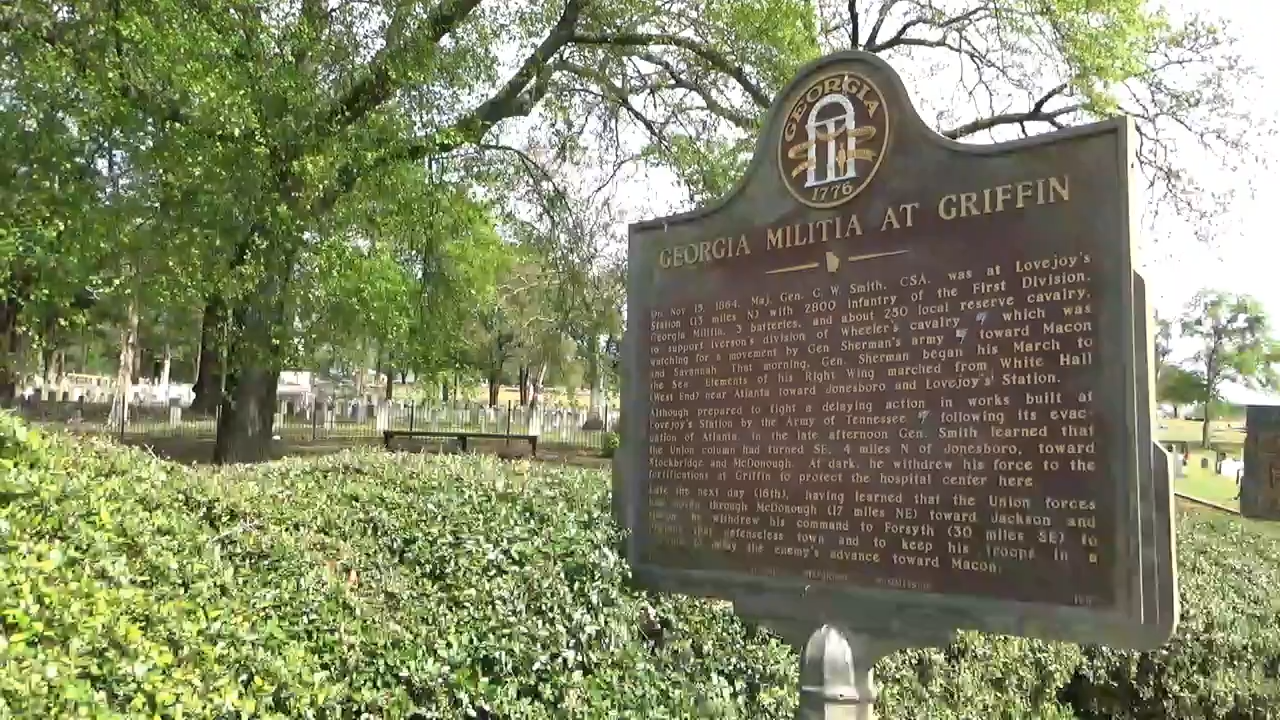 GEORGIA
1776
GEORGIA MILITIA AT GRIFFIN
On Nov 15, 1864, Maj. Gen. G. W. Smith, CSA, was at Lovejoy's
Station (13 miles N) with 2800 infantry of the First Division,
Georgia Militia, 3 batteries, and about 250 local reserve cavalry,
to support Iverson's division of Wheeler's cavalry which was
watching for a movement by Gen Sherman's army toward Macon
and Savannah. That morning, Gen. Sherman began his March to
the Sea. Elements of his Right Wing marched from White Hall
(West End) near Atlanta toward Jonesboro and Lovejoy's Station.
Although prepared to fight a delaying action in works built at
Lovejoy's Station by the Army of Tennessee following its evac-
uation of Atlanta, in the late afternoon Gen. Smith learned that
the Union column had turned SE, 4 miles N of Jonesboro, toward
Stockbridge and McDonough. At dark, he withdrew his force to the
fortifications at Griffin to protect the hospital center here
Late the next day (16th), having learned that the Union forces
through McDonough (17 miles NE) toward Jackson and
he withdrew his command to Forsyth (30 miles SE) to
that defenseless town and to keep his troops in a
the enemy's advance toward Macon.